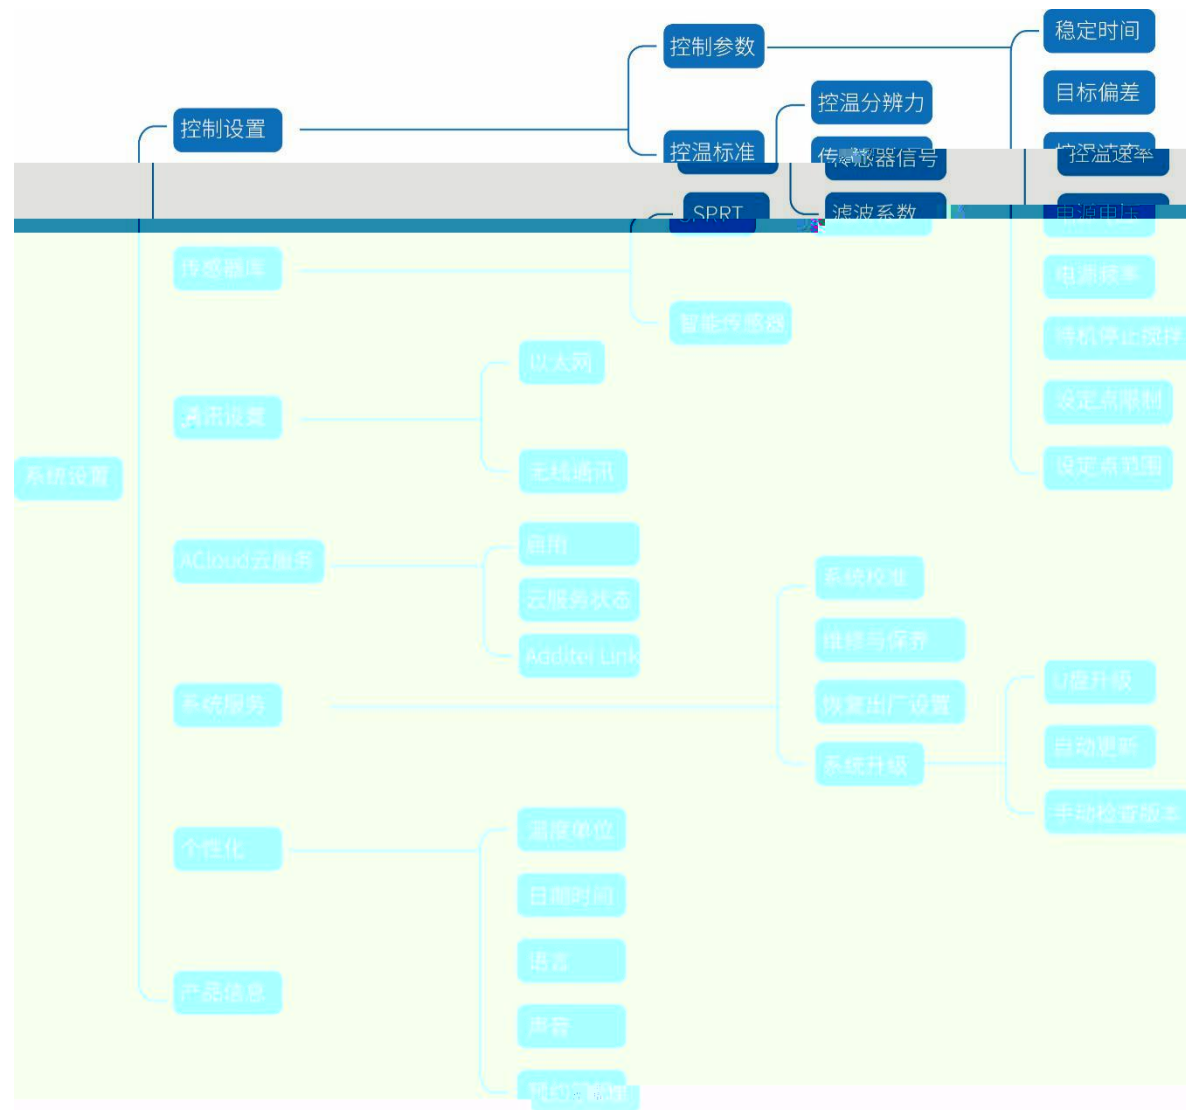 控制参数
稳定时间
目标偏差
控温分辨力
控制设置
控温标准
传感器信号
控温速率
SPRT
滤波系数
电源电压
传感器库
电源频率
智能传感器
待机停止搅拌
以太网
设定点限制
通讯设置
无线通讯
设定点范围
系统设置
启用
ACloud云服务
系统校准
云服务状态
维修与保养
Additel Link
U盘升级
系统服务
恢复出厂设置
自动更新
系统升级
手动检查版本
温度单位
个性化
日期时间
语言
产品信息
声音